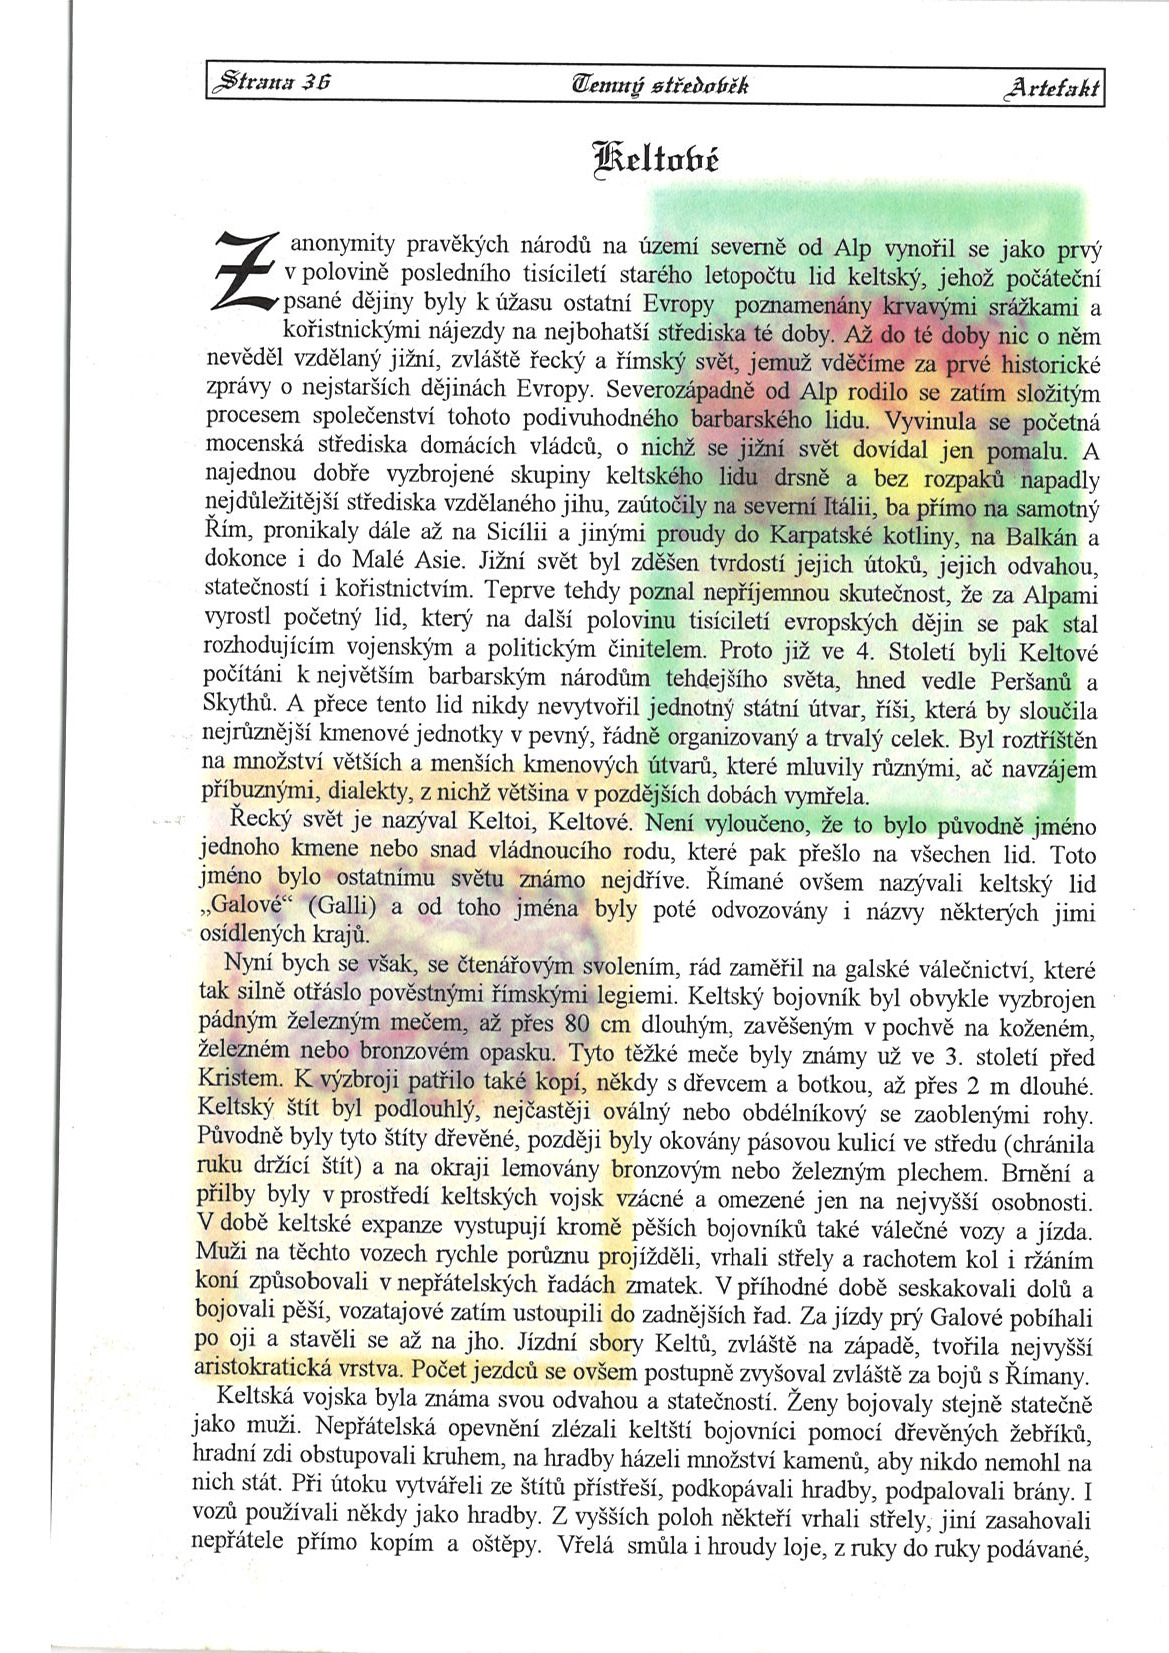 Strana 36 Temný středověk Artefakt
Keltové
Z anonymity pravěkých národů na území severně od Alp vynořil se jako prvý
v polovině posledního tisíciletí starého letopočtu lid keltský, jehož počáteční
psané dějiny byly k úžasu ostatní Evropy poznamenány krvavými srážkami a
kořistnickými nájezdy na nejbohatší střediska té doby. Až do té doby nic o něm
nevěděl vzdělaný jižní, zvláště řecký a římský svět, jemuž vděčíme za prvé historické
zprávy o nejstarších dějinách Evropy. Severozápadně od Alp rodilo se zatím složitým
procesem společenství tohoto podivuhodného barbarského lidu. Vyvinula se početná
mocenská střediska domácích vládců, o nichž se jižní svět dovídal jen pomalu. A
najednou dobře vyzbrojené skupiny keltského lidu drsně a bez rozpaků napadly
nejdůležitější střediska vzdělaného jihu, zaútočily na severní Itálii, ba přímo na samotný
Řím, pronikaly dále až na Sicílii a jinými proudy do Karpatské kotliny, na Balkán a
dokonce i do Malé Asie. Jižní svět byl zděšen tvrdostí jejich útoků, jejich odvahou,
statečností i kořistnictvím. Teprve tehdy poznal nepříjemnou skutečnost, že za Alpami
vyrostl početný lid, který na další polovinu tisíciletí evropských dějin se pak stal
rozhodujícím vojenským a politickým činitelem. Proto již ve 4. Století byli Keltové
počítáni k největším barbarským národům tehdejšího světa, hned vedle Peršanů a
Skythů. A přece tento lid nikdy nevytvořil jednotný státní útvar, říši, která by sloučila
nejrůznější kmenové jednotky v pevný, řádně organizovaný a trvalý celek. Byl roztříštěn
na množství větších a menších kmenových útvarů, které mluvily různými, ač navzájem
příbuznými, dialekty, z nichž většina v pozdějších dobách vymřela.
Řecký svět je nazýval Keltoi, Keltové. Není vyloučeno, že to bylo původně jméno
jednoho kmene nebo snad vládnoucího rodu, které pak přešlo na všechen lid. Toto
jméno bylo ostatnímu světu známo nejdříve. Římané ovšem nazývali keltský lid
„Galové“ (Galli) a od toho jména byly poté odvozovány i názvy některých jimi
osídlených krajů.
Nyní bych se však, se čtenářovým svolením, rád zaměřil na galské válečnictví, které
tak silně otřáslo pověstnými římskými legiemi. Keltský bojovník byl obvykle vyzbrojen
pádným železným mečem, až přes 80 cm dlouhým, zavěšeným v pochvě na koženém,
železném nebo bronzovém opasku. Tyto těžké meče byly známy už ve 3. století před
Kristem. K výzbroji patřilo také kopí, někdy s dřevcem a botkou, až přes 2 m dlouhé.
Keltský štít byl podlouhlý, nejčastěji oválný nebo obdélníkový se zaoblenými rohy.
Původně byly tyto štíty dřevěné, později byly okovány pásovou kulicí ve středu (chránila
ruku držící štít) a na okraji lemovány bronzovým nebo železným plechem. Brnění a
přilby byly v prostředí keltských vojsk vzácné a omezené jen na nejvyšší osobnosti.
V době keltské expanze vystupují kromě pěších bojovníků také válečné vozy a jízda.
Muži na těchto vozech rychle porůznu projížděli, vrhali střely a rachotem kol i ržáním
koní způsobovali v nepřátelských řadách zmatek. V příhodné době seskakovali dolů a
bojovali pěší, vozatajové zatím ustoupili do zadnějších řad. Za jízdy prý Galové pobíhali
po oji a stavěli se až na jho. Jízdní sbory Keltů, zvláště na západě, tvořila nejvyšší
aristokratická vrstva. Počet jezdců se ovšem postupně zvyšoval zvláště za bojů s Římany.
Keltská vojska byla známa svou odvahou a statečností. Ženy bojovaly stejně statečně
jako muži. Nepřátelská opevnění zlézali keltští bojovníci pomocí dřevěných žebříků,
hradní zdi obstupovali kruhem, na hradby házeli množství kamenů, aby nikdo nemohl na
nich stát. Při útoku vytvářeli ze štítů přístřeší, podkopávali hradby, podpalovali brány. I
vozů používali někdy jako hradby. Z vyšších poloh někteří vrhali střely, jiní zasahovali
nepřátele přímo kopím a oštěpy. Vřelá smůla i hroudy loje, z ruky do ruky podávané,